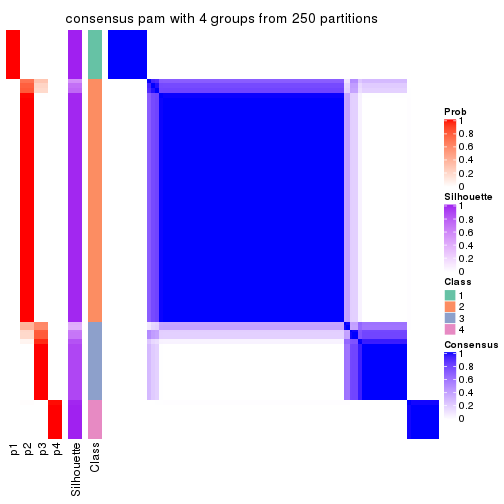 consensus pam with 4 groups from 250 partitions
Prob
1
0.8
0.6
0.4
0.2
0
Silhouette
1
0.8
0.6
0.4
0.2
0
Class
1
2
3
4
Consensus
1
0.8
0.6
0.4
0.2
0
p1
p2
p3
p4
Silhouette
Class